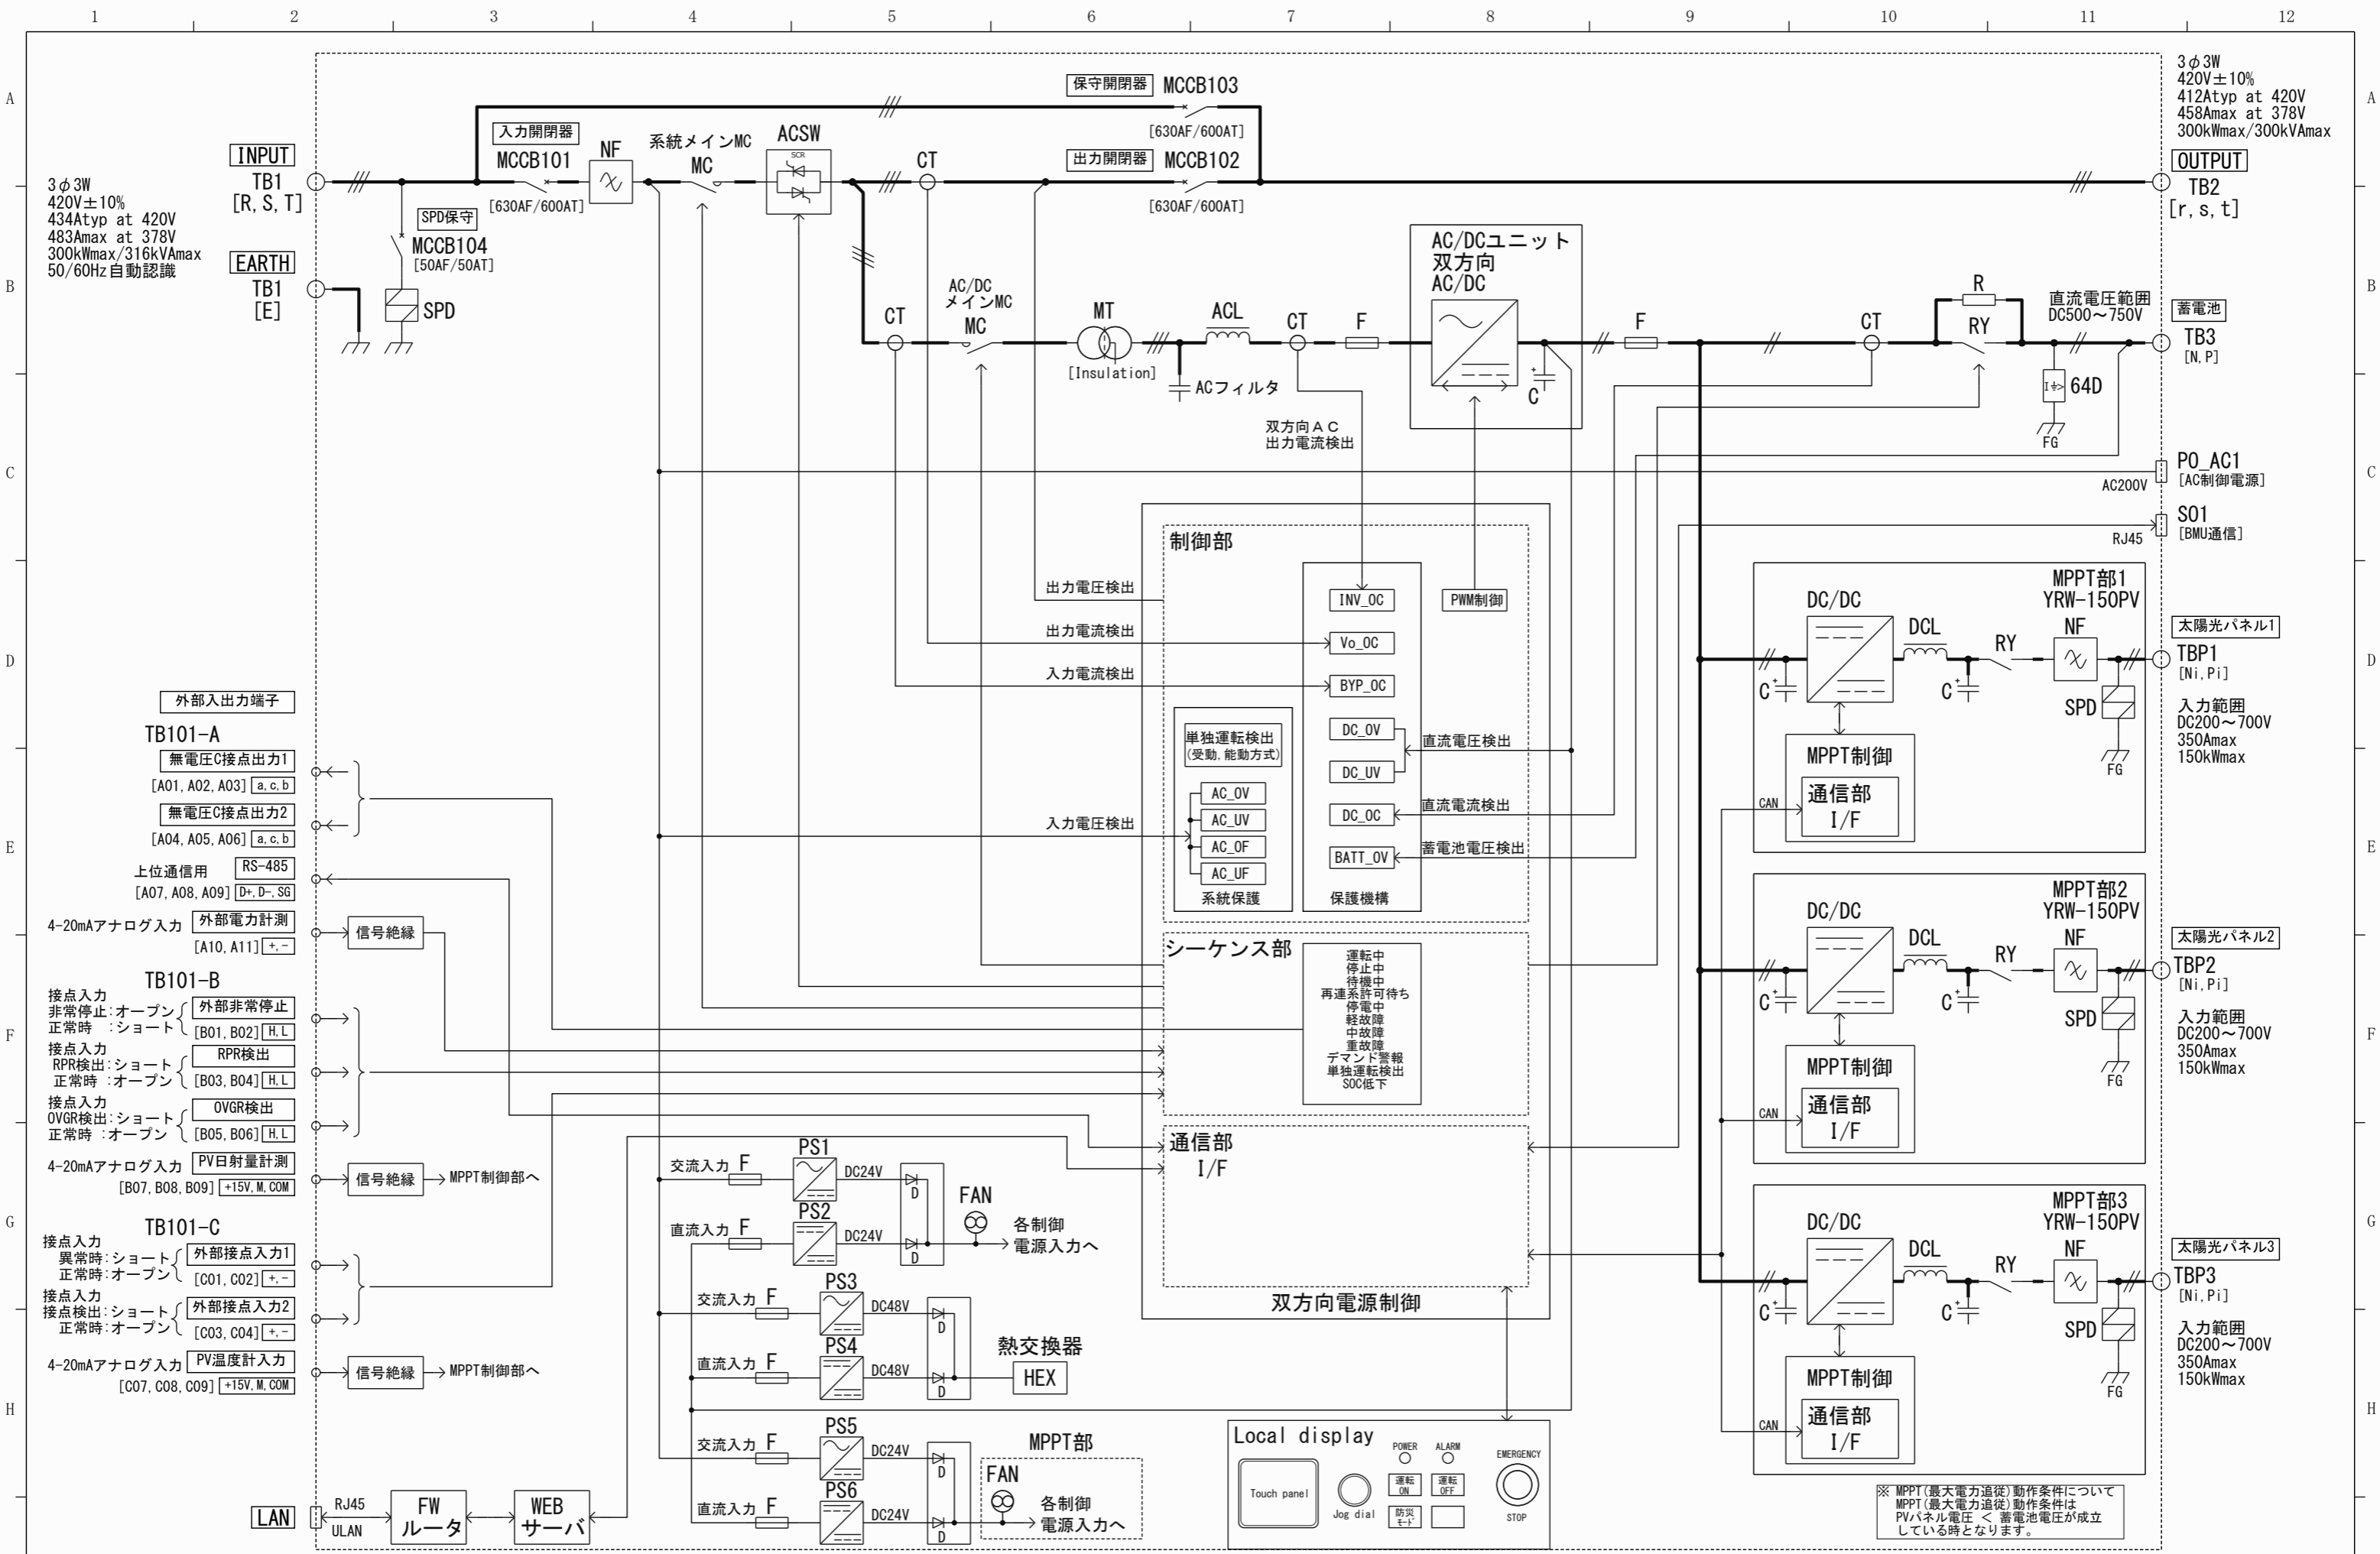 1 2 3 4 5 6 7 8 9 10 11 12
A
B
C
D
E
F
G
H
A
B
C
D
E
F
G
H
INPUT
TB1
[R, S, T]
3φ3W
420V±10%
434Atyp at 420V
483Amax at 378V
300kWmax/316kVAmax
50/60Hz自動認識
EARTH
TB1
[E]
入力開閉器
MCCB101
[630AF/600AT]
SPD保守
MCCB104
[50AF/50AT]
SPD
NF
系統メインMC
MC
ACSW
SCR
CT
保守開閉器
MCCB103
[630AF/600AT]
出力開閉器
MCCB102
[630AF/600AT]
3φ3W
420V±10%
412Atyp at 420V
458Amax at 378V
300kWmax/300kVAmax
OUTPUT
TB2
[r, s, t]
CT
AC/DC
メインMC
MC
MT
[Insulation]
ACL
ACフィルタ
CT
F
AC/DCユニット
双方向
AC/DC
C
+
F
CT
R
RY
直流電圧範囲
DC500～750V
蓄電池
TB3
[N, P]
I⏚>
64D
FG
双方向AC
出力電流検出
AC200V
PO_AC1
[AC制御電源]
RJ45
SO1
[BMU通信]
制御部
出力電圧検出
出力電流検出
入力電流検出
入力電圧検出
INV_OC
Vo_OC
BYP_OC
DC_OV
DC_UV
DC_OC
BATT_OV
保護機構
PWM制御
直流電圧検出
直流電流検出
蓄電池電圧検出
単独運転検出
(受動, 能動方式)
AC_OV
AC_UV
AC_OF
AC_UF
系統保護
シーケンス部
運転中
停止中
待機中
再連系許可待ち
停電中
軽故障
中故障
重故障
デマンド警報
単独運転検出
SOC低下
通信部
I/F
双方向電源制御
MPPT部1
YRW-150PV
DC/DC
DCL
RY
NF
C
+
C
+
SPD
FG
MPPT制御
通信部
I/F
CAN
太陽光パネル1
TBP1
[Ni, Pi]
入力範囲
DC200～700V
350Amax
150kWmax
MPPT部2
YRW-150PV
DC/DC
DCL
RY
NF
C
+
C
+
SPD
FG
MPPT制御
通信部
I/F
CAN
太陽光パネル2
TBP2
[Ni, Pi]
入力範囲
DC200～700V
350Amax
150kWmax
MPPT部3
YRW-150PV
DC/DC
DCL
RY
NF
C
+
C
+
SPD
FG
MPPT制御
通信部
I/F
CAN
太陽光パネル3
TBP3
[Ni, Pi]
入力範囲
DC200～700V
350Amax
150kWmax
外部入出力端子
TB101-A
無電圧C接点出力1
[A01, A02, A03] a, c, b
無電圧C接点出力2
[A04, A05, A06] a, c, b
上位通信用 RS-485
[A07, A08, A09] D+, D-, SG
4-20mAアナログ入力 外部電力計測
[A10, A11] +, -
信号絶縁
TB101-B
接点入力
非常停止:オープン
正常時 :ショート
外部非常停止
[B01, B02] H, L
接点入力
RPR検出:ショート
正常時 :オープン
RPR検出
[B03, B04] H, L
接点入力
OVGR検出:ショート
正常時 :オープン
OVGR検出
[B05, B06] H, L
4-20mAアナログ入力 PV日射量計測
[B07, B08, B09] +15V, M, COM
信号絶縁
MPPT制御部へ
TB101-C
接点入力
異常時:ショート
正常時:オープン
外部接点入力1
[C01, C02] +, -
接点入力
接点検出:ショート
正常時:オープン
外部接点入力2
[C03, C04] +, -
4-20mAアナログ入力 PV温度計入力
[C07, C08, C09] +15V, M, COM
信号絶縁
MPPT制御部へ
LAN
RJ45
ULAN
FW
ルータ
WEB
サーバ
交流入力 F PS1 DC24V D
直流入力 F PS2 DC24V D
FAN
各制御
電源入力へ
交流入力 F PS3 DC48V D
直流入力 F PS4 DC48V D
熱交換器
HEX
交流入力 F PS5 DC24V D
直流入力 F PS6 DC24V D
MPPT部
FAN
各制御
電源入力へ
Local display
Touch panel
Jog dial
POWER
ALARM
運転
ON
運転
OFF
防災
モード
EMERGENCY
STOP
※ MPPT(最大電力追従)動作条件について
MPPT(最大電力追従)動作条件は
PVパネル電圧 < 蓄電池電圧が成立
している時となります。